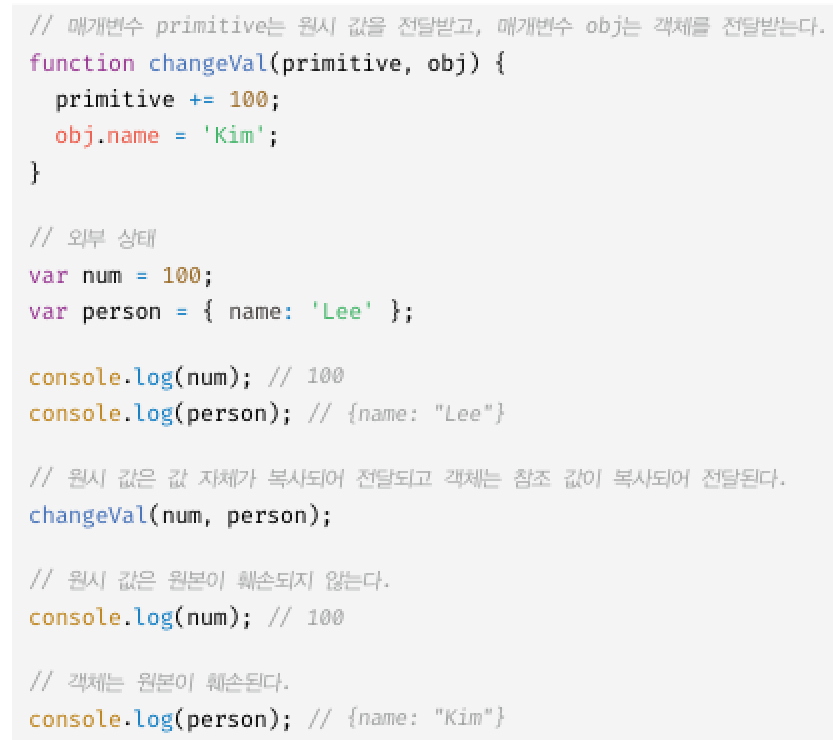 // 매개변수 primitive는 원시 값을 전달받고, 매개변수 obj는 객체를 전달받는다.
function changeVal(primitive, obj) {
  primitive += 100;
  obj.name = 'Kim';
}

// 외부 상태
var num = 100;
var person = { name: 'Lee' };

console.log(num); // 100
console.log(person); // {name: "Lee"}

// 원시 값은 값 자체가 복사되어 전달되고 객체는 참조 값이 복사되어 전달된다.
changeVal(num, person);

// 원시 값은 원본이 훼손되지 않는다.
console.log(num); // 100

// 객체는 원본이 훼손된다.
console.log(person); // {name: "Kim"}